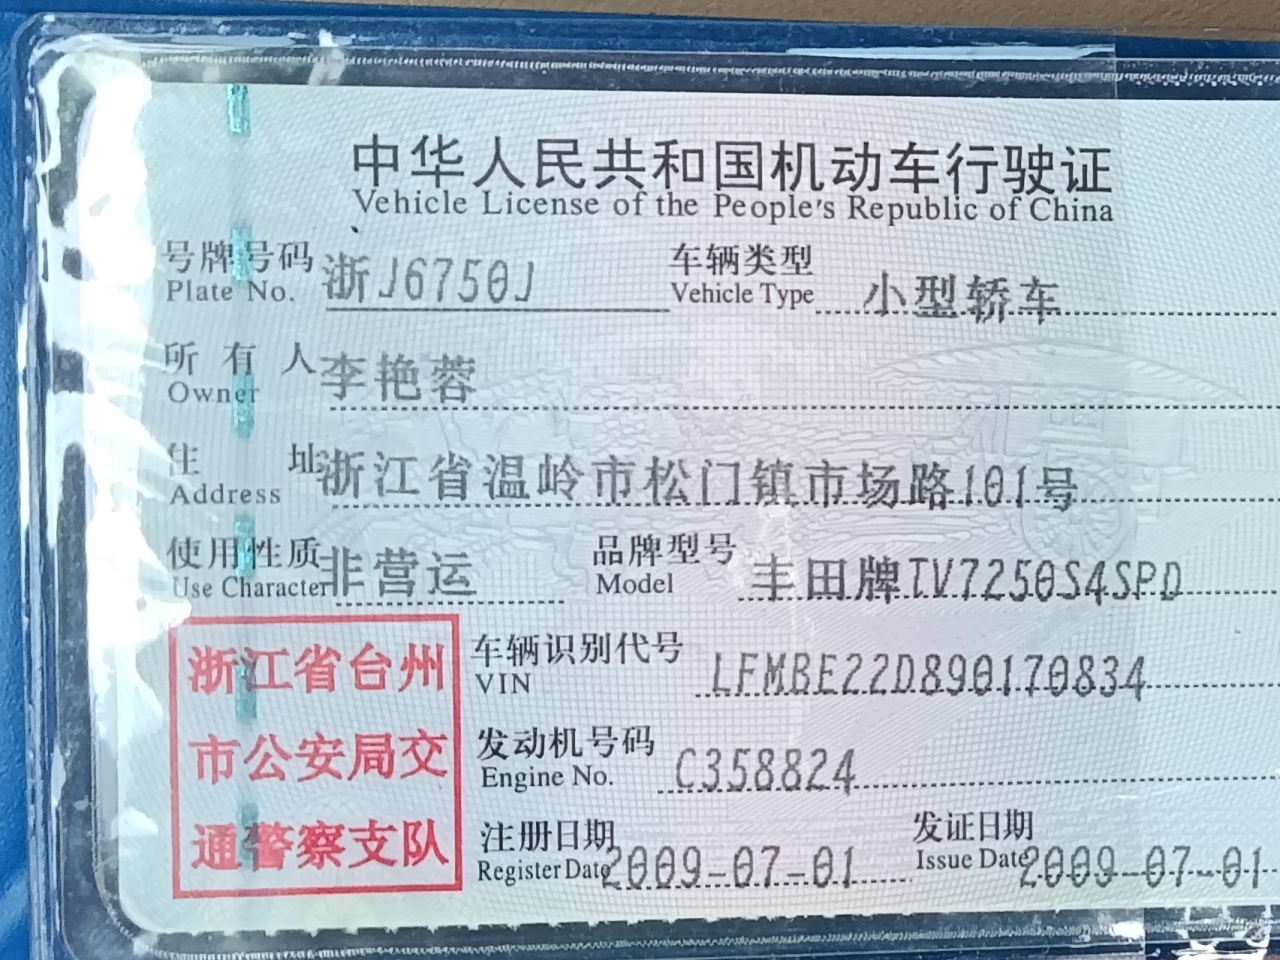 中华人民共和国机动车行驶证
Vehicle License of the People's Republic of China
号牌号码 浙J6750J 车辆类型 小型轿车
Plate No. Vehicle Type
所有人 李艳蓉
Owner
住址 浙江省温岭市松门镇市场路101号
Address
使用性质 非营运 品牌型号 丰田牌TV7250S4SPD
Use Character Model
浙江省台州
市公安局交
通警察支队
车辆识别代号 LFMBE22D890170834
VIN
发动机号码 C358824
Engine No.
注册日期 2009-07-01 发证日期 2009-07-01
Register Date Issue Date